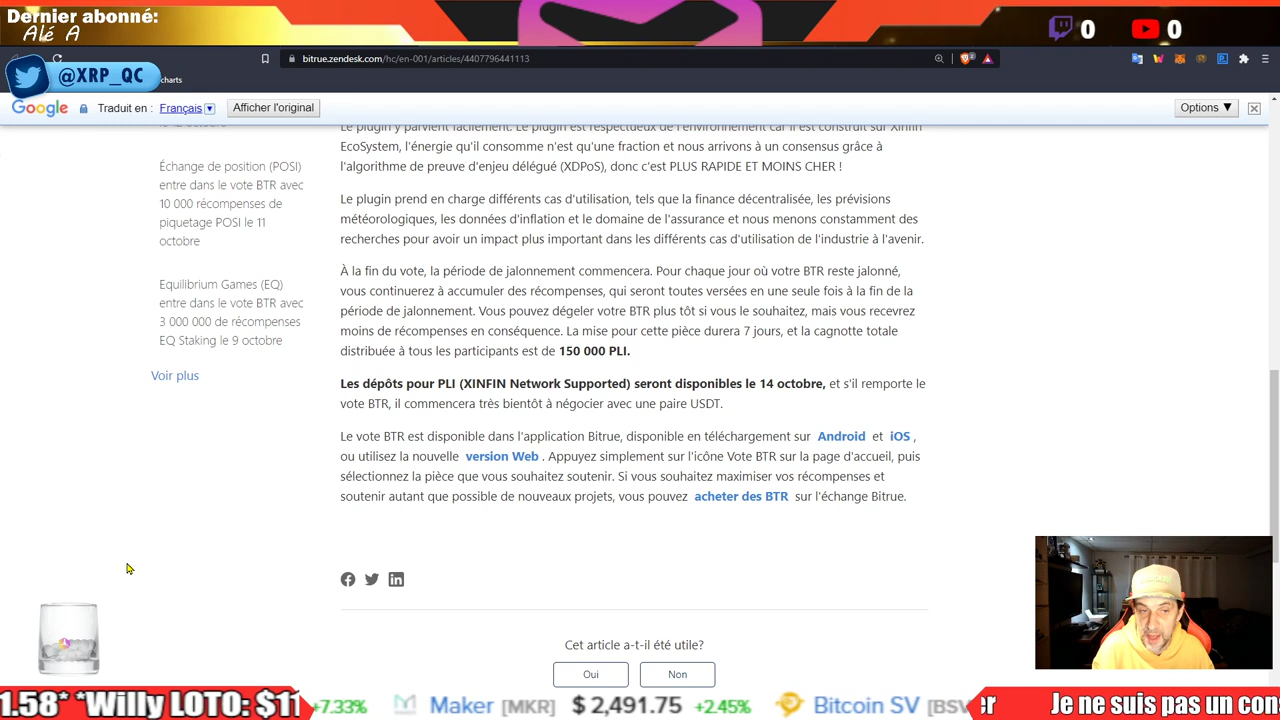 Dernier abonné:
Alé A
0
0
bitrue.zendesk.com/hc/en-001/articles/4407796441113
@XRP_QC
charts
Google
Traduit en :
Français
Afficher l'original
Options ▼
Le plugin y parvient facilement. Le plugin est respectueux de l'environnement car il est construit sur Xinfin
EcoSystem, l'énergie qu'il consomme n'est qu'une fraction et nous arrivons à un consensus grâce à
l'algorithme de preuve d'enjeu délégué (XDPoS), donc c'est PLUS RAPIDE ET MOINS CHER !
Le plugin prend en charge différents cas d'utilisation, tels que la finance décentralisée, les prévisions
météorologiques, les données d'inflation et le domaine de l'assurance et nous menons constamment des
recherches pour avoir un impact plus important dans les différents cas d'utilisation de l'industrie à l'avenir.
À la fin du vote, la période de jalonnement commencera. Pour chaque jour où votre BTR reste jalonné,
vous continuerez à accumuler des récompenses, qui seront toutes versées en une seule fois à la fin de la
période de jalonnement. Vous pouvez dégeler votre BTR plus tôt si vous le souhaitez, mais vous recevrez
moins de récompenses en conséquence. La mise pour cette pièce durera 7 jours, et la cagnotte totale
distribuée à tous les participants est de 150 000 PLI.
Les dépôts pour PLI (XINFIN Network Supported) seront disponibles le 14 octobre, et s'il remporte le
vote BTR, il commencera très bientôt à négocier avec une paire USDT.
Le vote BTR est disponible dans l'application Bitrue, disponible en téléchargement sur Android et iOS ,
ou utilisez la nouvelle version Web . Appuyez simplement sur l'icône Vote BTR sur la page d'accueil, puis
sélectionnez la pièce que vous souhaitez soutenir. Si vous souhaitez maximiser vos récompenses et
soutenir autant que possible de nouveaux projets, vous pouvez acheter des BTR sur l'échange Bitrue.
Échange de position (POSI)
entre dans le vote BTR avec
10 000 récompenses de
piquetage POSI le 11
octobre
Equilibrium Games (EQ)
entre dans le vote BTR avec
3 000 000 de récompenses
EQ Staking le 9 octobre
Voir plus
Cet article a-t-il été utile?
Oui
Non
1.58* *Willy LOTO: $11
+7.33% Maker [MKR] $ 2,491.75 +2.45% Bitcoin SV [BSV
er Je ne suis pas un con